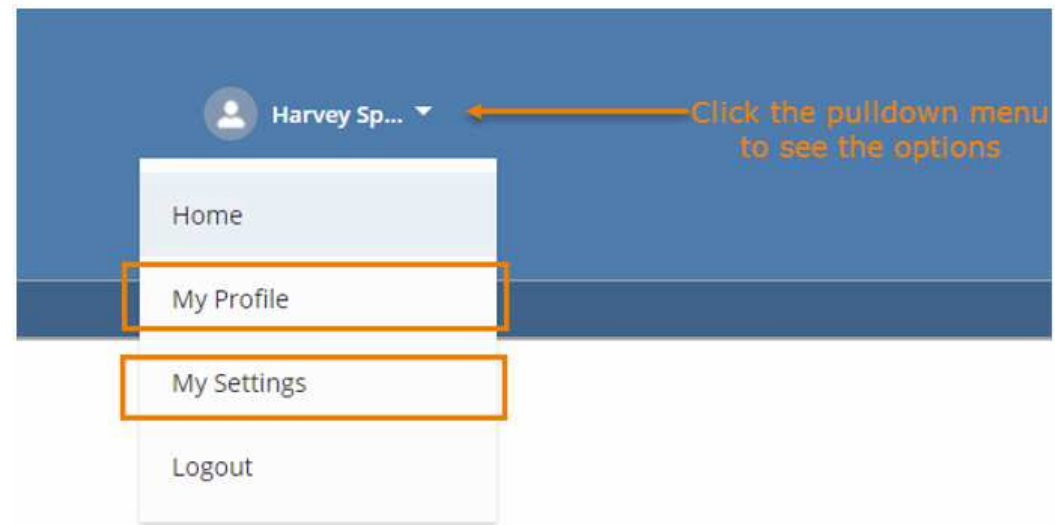 Harvey Sp...
Click the pulldown menu
to see the options
Home
My Profile
My Settings
Logout